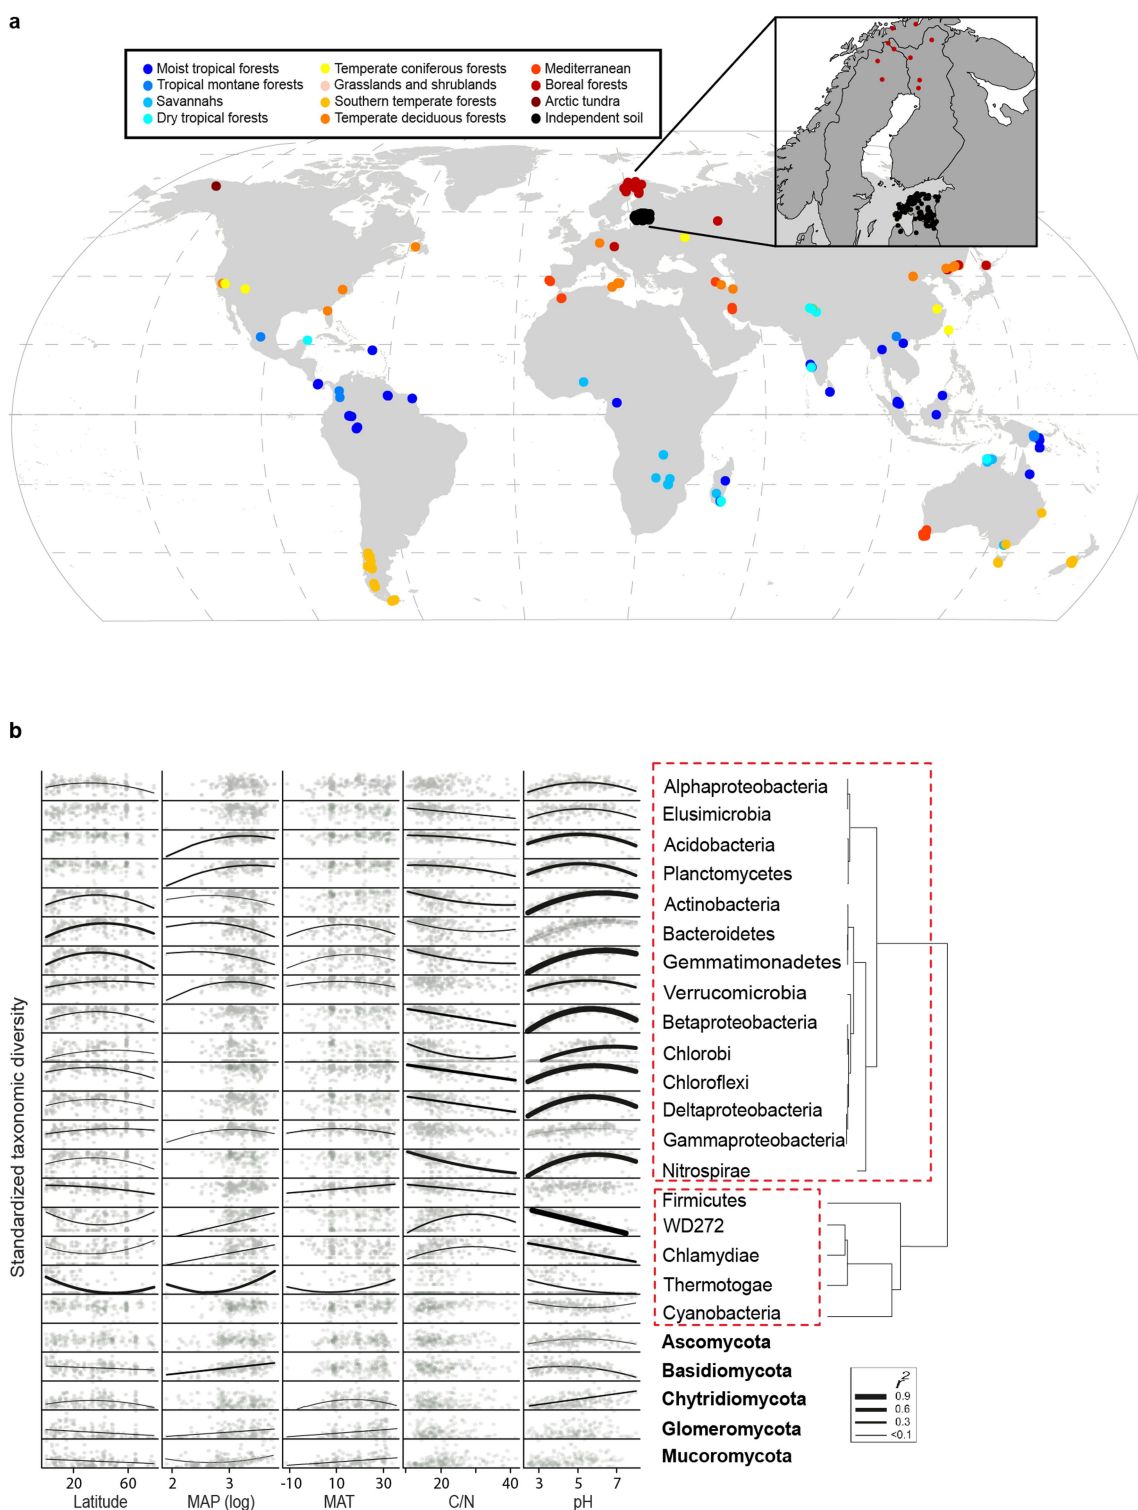 a
Moist tropical forests
Tropical montane forests
Savannahs
Dry tropical forests
Temperate coniferous forests
Grasslands and shrublands
Southern temperate forests
Temperate deciduous forests
Mediterranean
Boreal forests
Arctic tundra
Independent soil
b
Standardized taxonomic diversity
Alphaproteobacteria
Elusimicrobia
Acidobacteria
Planctomycetes
Actinobacteria
Bacteroidetes
Gemmatimonadetes
Verrucomicrobia
Betaproteobacteria
Chlorobi
Chloroflexi
Deltaproteobacteria
Gammaproteobacteria
Nitrospirae
Firmicutes
WD272
Chlamydiae
Thermotogae
Cyanobacteria
Ascomycota
Basidiomycota
Chytridiomycota
Glomeromycota
Mucoromycota
r²
0.9
0.6
0.3
<0.1
20 60 2 3 -10 10 30 20 40 3 5 7
Latitude MAP (log) MAT C/N pH